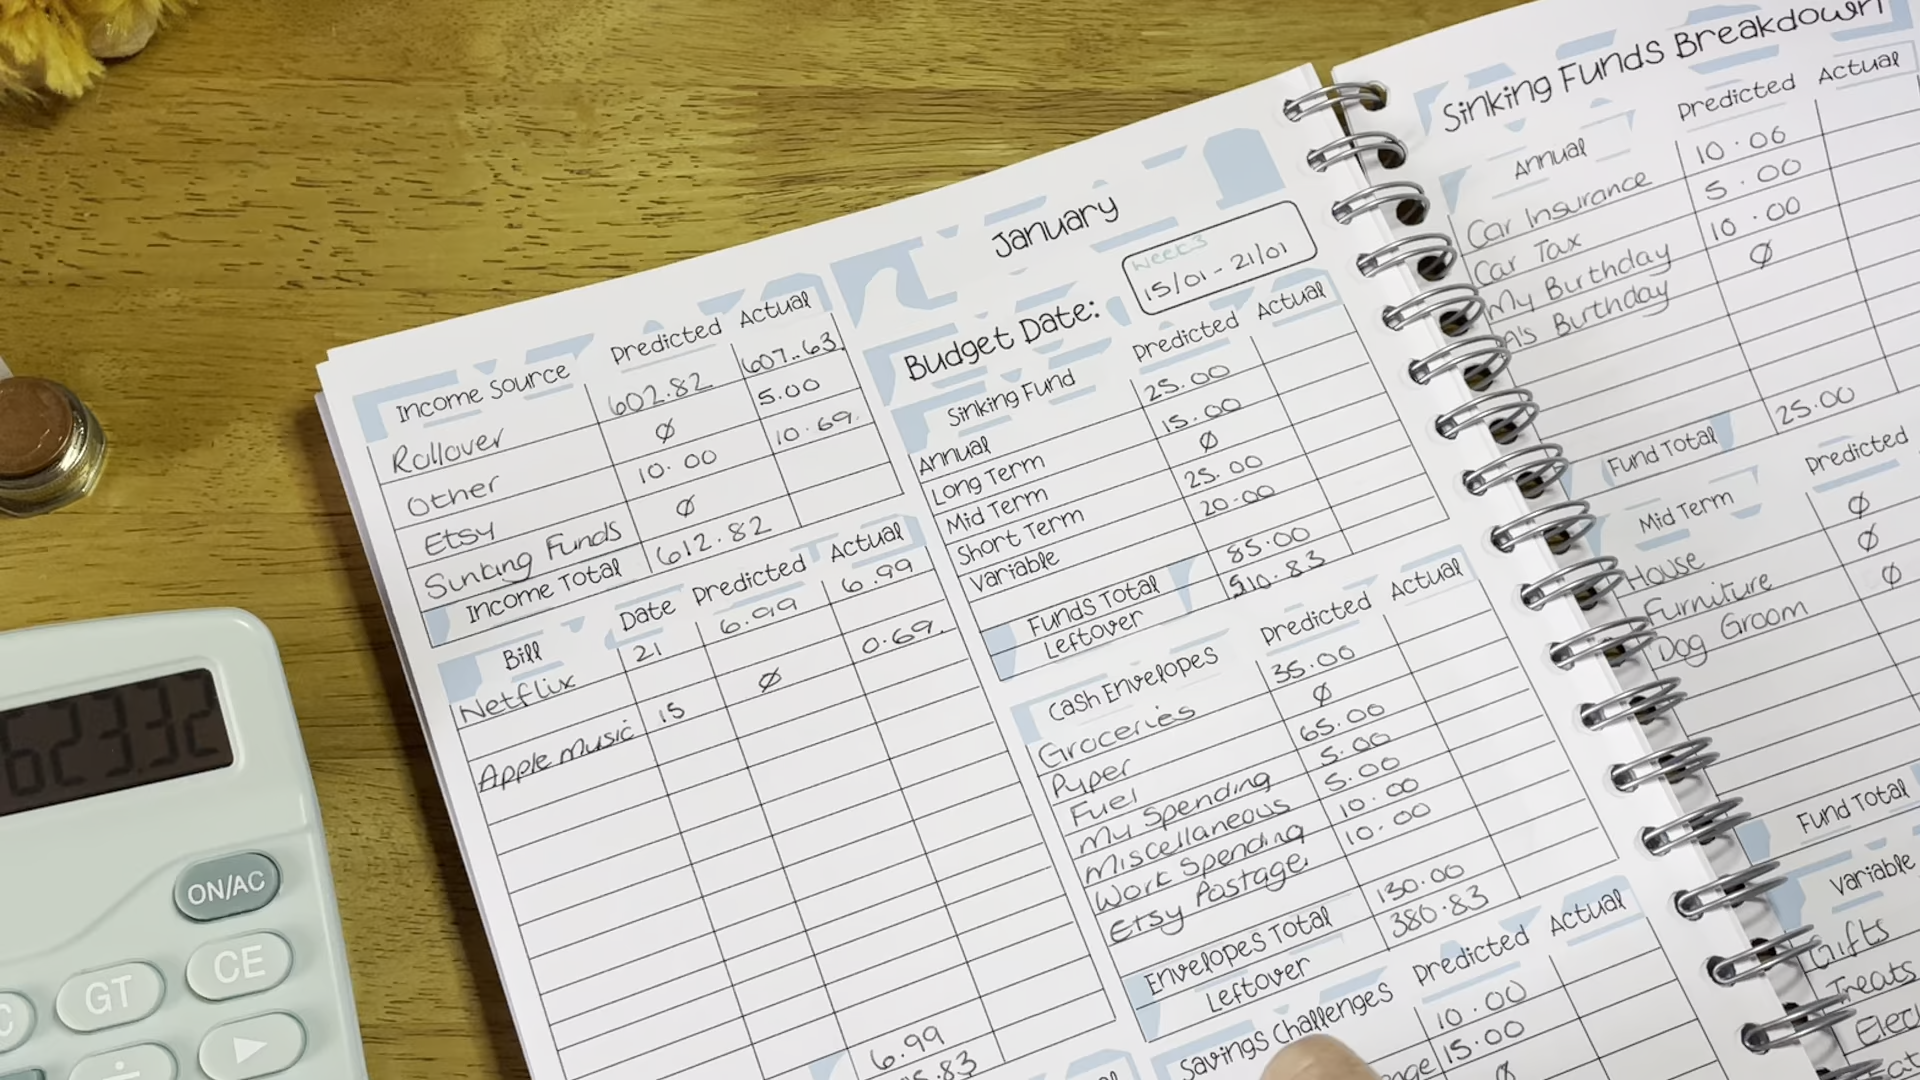 January
Budget Date:
Week 3
15/01 - 21/01
Income Source Predicted Actual
Rollover 602.82 607.63
Other Ø 5.00
Etsy 10.00 10.69
Sinking Funds Ø
Income Total 612.82
Bill Date Predicted Actual
Netflix 21 6.99 6.99
Apple Music 15 Ø 0.69
6.99
5.83
Sinking Fund Predicted Actual
Annual 25.00
Long Term 15.00
Mid Term Ø
Short Term 25.00
Variable 20.00
Funds Total 85.00
Leftover 510.83
Cash Envelopes Predicted Actual
Groceries 35.00
Pyper Ø
Fuel 65.00
My Spending 5.00
Miscellaneous 5.00
Work Spending 10.00
Etsy Postage 10.00
Envelopes Total 130.00
Leftover 380.83
Savings Challenges Predicted Actual
10.00
nge 15.00
Ø
Sinking Funds Breakdown
Annual Predicted Actual
Car Insurance 10.00
Car Tax 5.00
My Birthday 10.00
A's Birthday Ø
Fund Total 25.00
Mid Term Predicted
House Ø
Furniture Ø
Dog Groom Ø
Fund Total
Variable
Gifts
Treats
Elec
623.32
ON/AC
GT
CE
C
÷